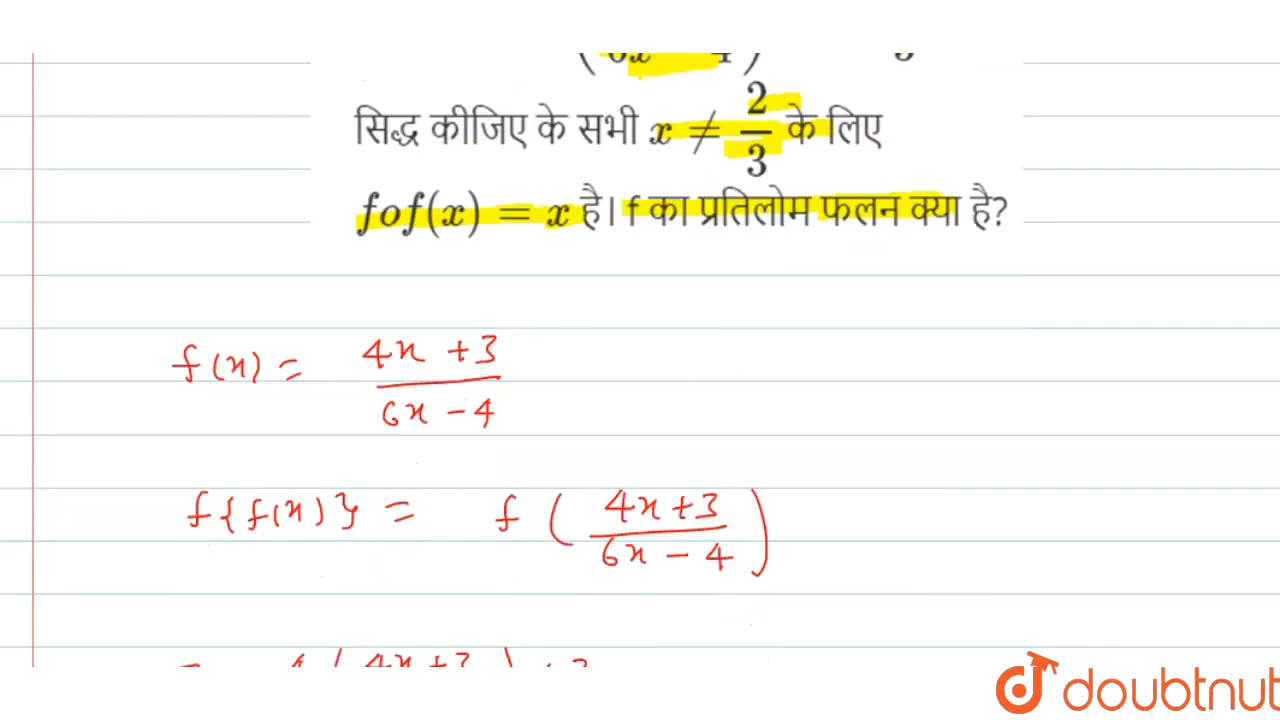 सिद्ध कीजिए के सभी x ≠ 2/3 के लिए
fof(x) = x है। f का प्रतिलोम फलन क्या है?
f(x) = (4x + 3)/(6x − 4)
f{f(x)} = f((4x + 3)/(6x − 4))
doubtnut